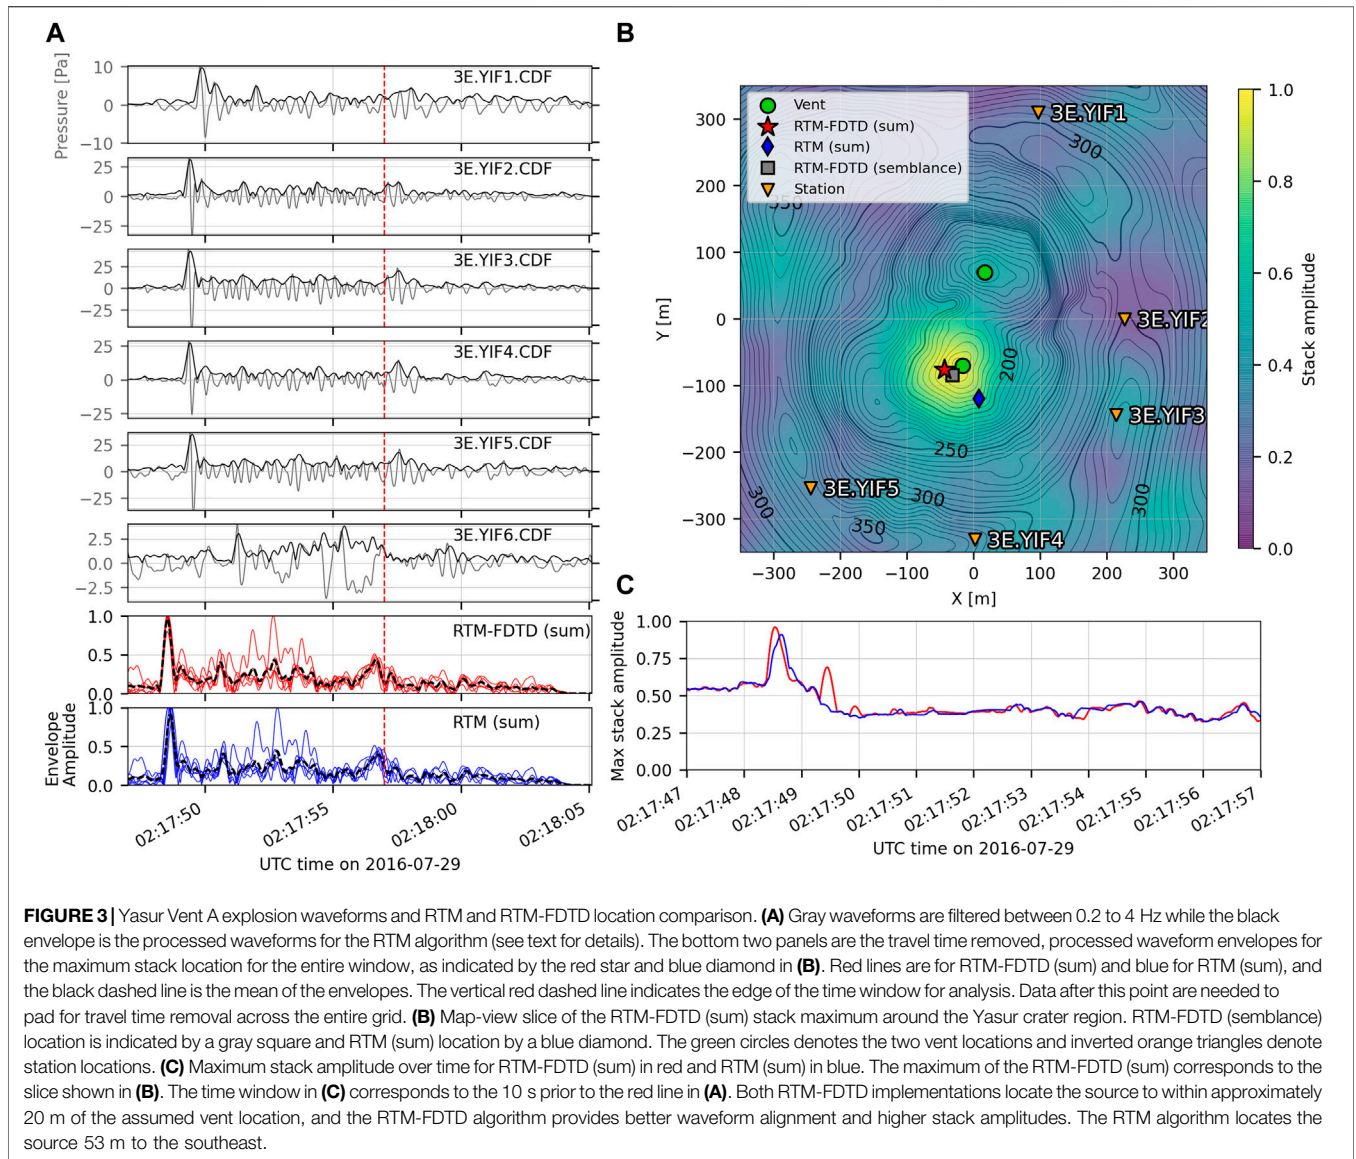 A
Pressure [Pa]
10
0
−10
3E.YIF1.CDF
25
0
−25
3E.YIF2.CDF
25
0
−25
3E.YIF3.CDF
25
0
−25
3E.YIF4.CDF
25
0
−25
3E.YIF5.CDF
2.5
0.0
−2.5
3E.YIF6.CDF
1.0
0.5
0.0
RTM-FDTD (sum)
1.0
0.5
0.0
RTM (sum)
Envelope
Amplitude
02:17:50
02:17:55
02:18:00
02:18:05
UTC time on 2016-07-29
B
Vent
RTM-FDTD (sum)
RTM (sum)
RTM-FDTD (semblance)
Station
3E.YIF1
3E.YIF2
3E.YIF3
3E.YIF4
3E.YIF5
300
350
200
250
300
350
300
300
Y [m]
300
200
100
0
−100
−200
−300
−300
−200
−100
0
100
200
300
X [m]
1.0
0.8
0.6
0.4
0.2
0.0
Stack amplitude
C
Max stack amplitude
1.00
0.75
0.50
0.25
0.00
02:17:47
02:17:48
02:17:49
02:17:50
02:17:51
02:17:52
02:17:53
02:17:54
02:17:55
02:17:56
02:17:57
UTC time on 2016-07-29
FIGURE 3 | Yasur Vent A explosion waveforms and RTM and RTM-FDTD location comparison. (A) Gray waveforms are filtered between 0.2 to 4 Hz while the black
envelope is the processed waveforms for the RTM algorithm (see text for details). The bottom two panels are the travel time removed, processed waveform envelopes for
the maximum stack location for the entire window, as indicated by the red star and blue diamond in (B). Red lines are for RTM-FDTD (sum) and blue for RTM (sum), and
the black dashed line is the mean of the envelopes. The vertical red dashed line indicates the edge of the time window for analysis. Data after this point are needed to
pad for travel time removal across the entire grid. (B) Map-view slice of the RTM-FDTD (sum) stack maximum around the Yasur crater region. RTM-FDTD (semblance)
location is indicated by a gray square and RTM (sum) location by a blue diamond. The green circles denotes the two vent locations and inverted orange triangles denote
station locations. (C) Maximum stack amplitude over time for RTM-FDTD (sum) in red and RTM (sum) in blue. The maximum of the RTM-FDTD (sum) corresponds to the
slice shown in (B). The time window in (C) corresponds to the 10 s prior to the red line in (A). Both RTM-FDTD implementations locate the source to within approximately
20 m of the assumed vent location, and the RTM-FDTD algorithm provides better waveform alignment and higher stack amplitudes. The RTM algorithm locates the
source 53 m to the southeast.